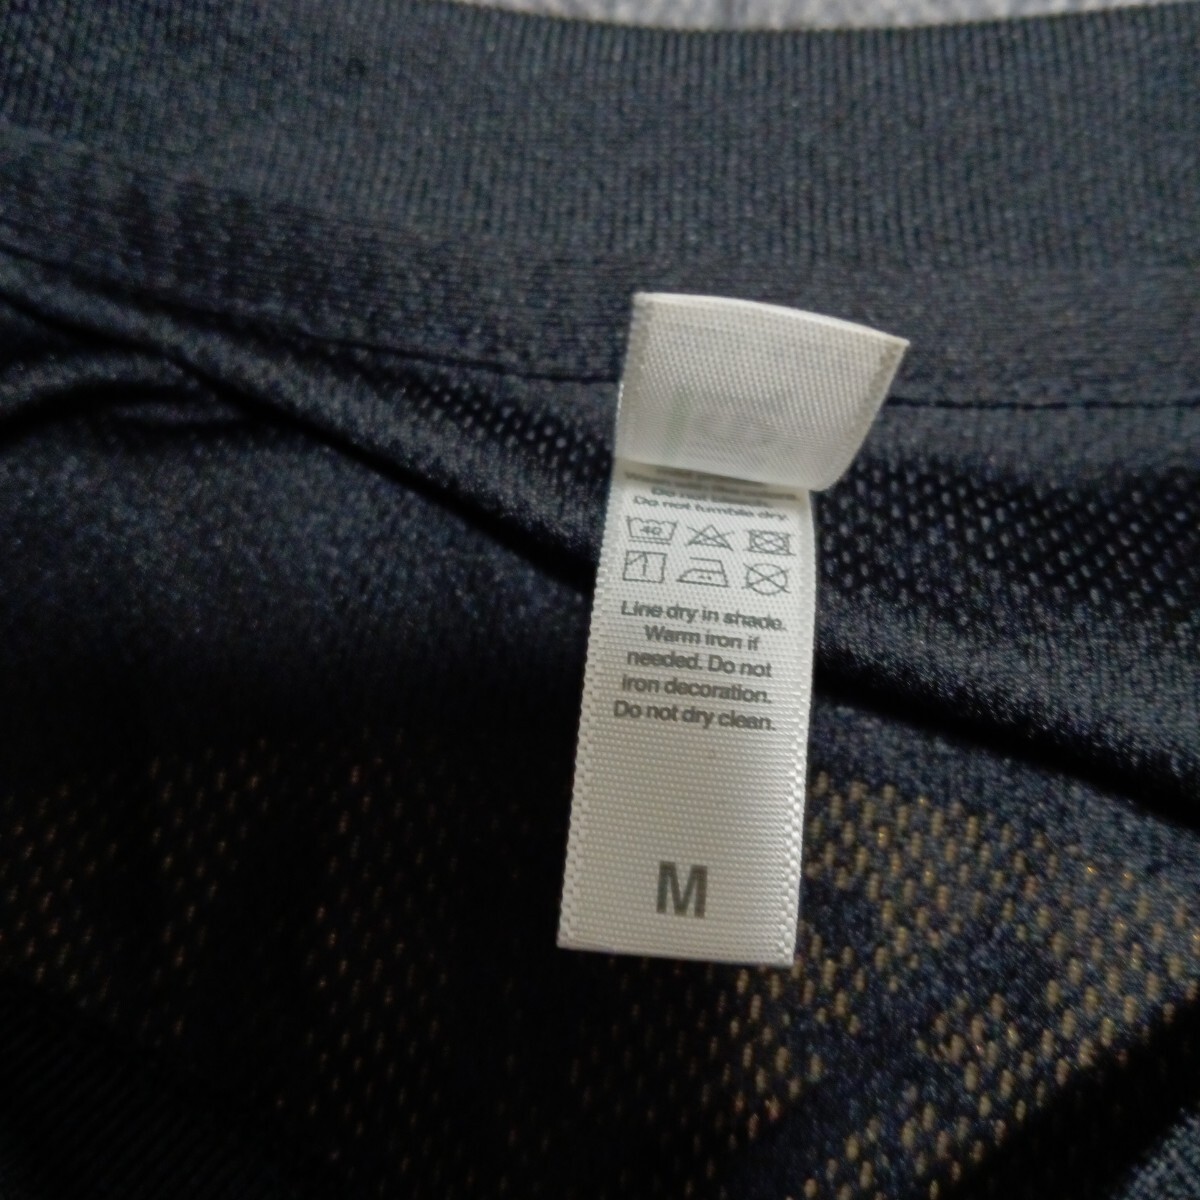 Do not tumble dry.
40
Line dry in shade.
Warm iron if
needed. Do not
iron decoration.
Do not dry clean.
M